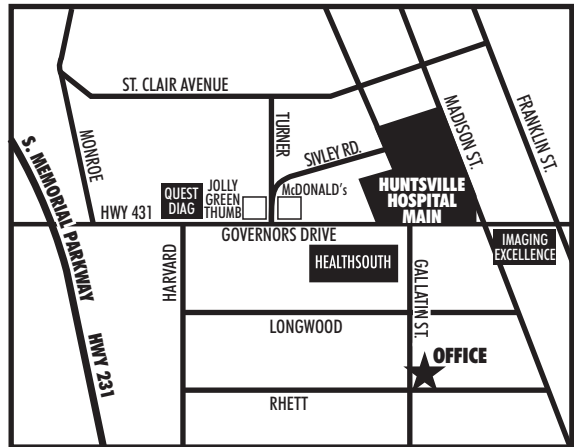 ST. CLAIR AVENUE
MONROE
TURNER
SIVLEY RD.
MADISON ST.
FRANKLIN ST.
S. MEMORIAL PARKWAY HWY 231
QUEST
DIAG
JOLLY
GREEN
THUMB
McDONALD's
HUNTSVILLE
HOSPITAL
MAIN
HWY 431
GOVERNORS DRIVE
IMAGING
EXCELLENCE
HARVARD
HEALTHSOUTH
GALLATIN ST.
LONGWOOD
OFFICE
RHETT